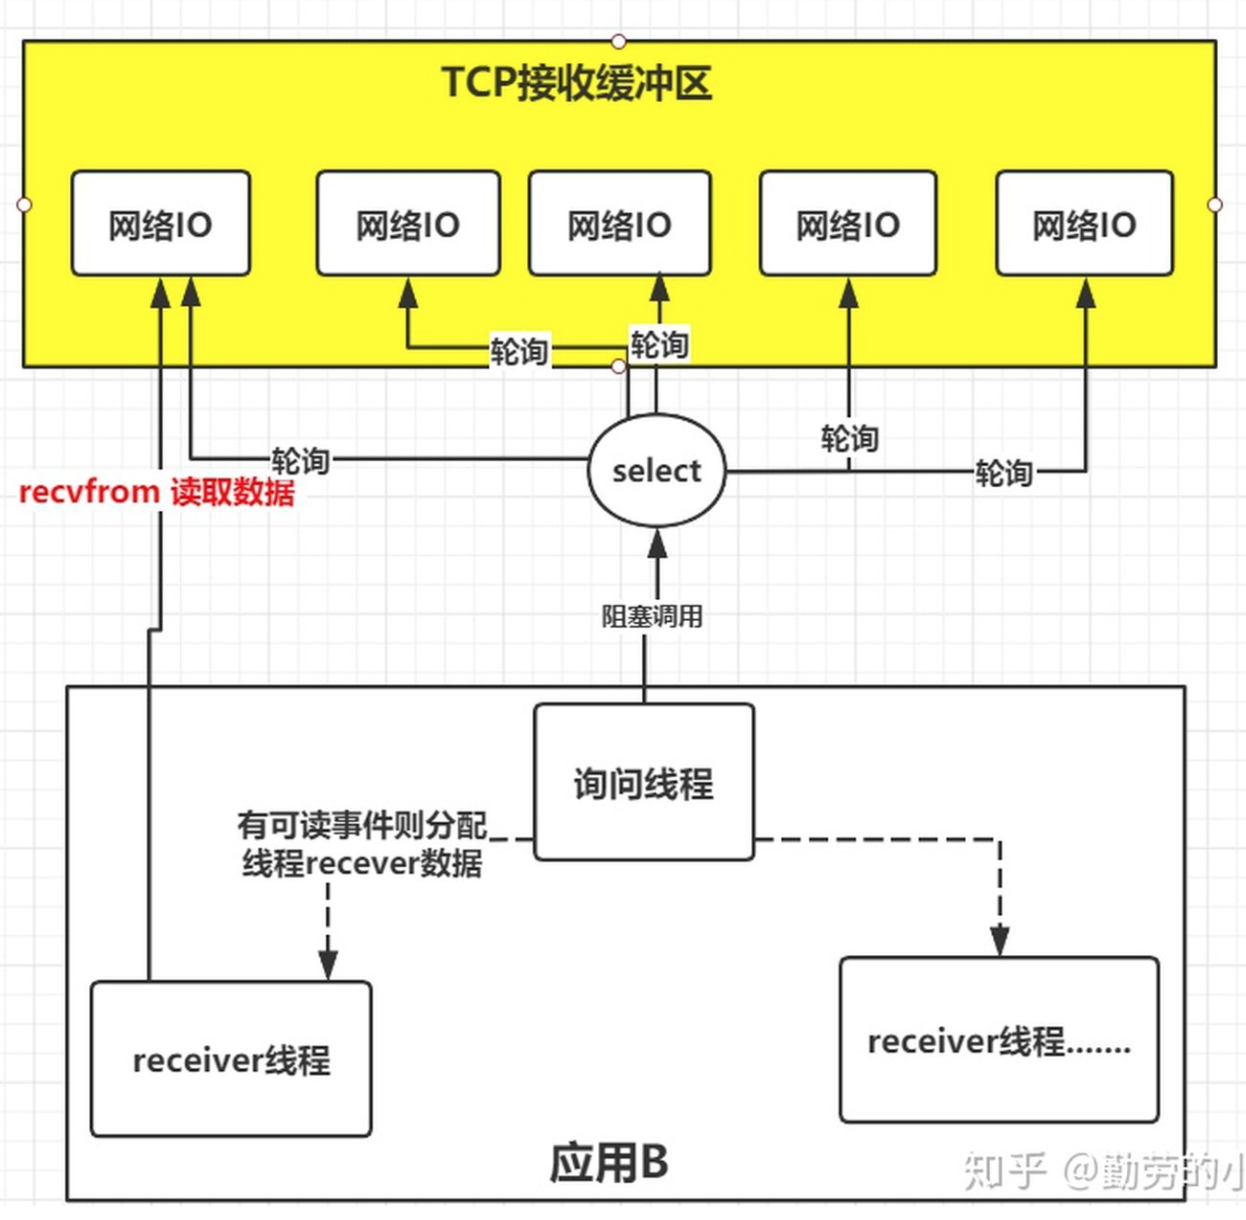 TCP接收缓冲区
网络IO
网络IO
网络IO
网络IO
网络IO
轮询
轮询
轮询
轮询
轮询
select
recvfrom 读取数据
阻塞调用
询问线程
有可读事件则分配
线程recever数据
receiver线程
receiver线程.......
应用B
知乎 @勤劳的小